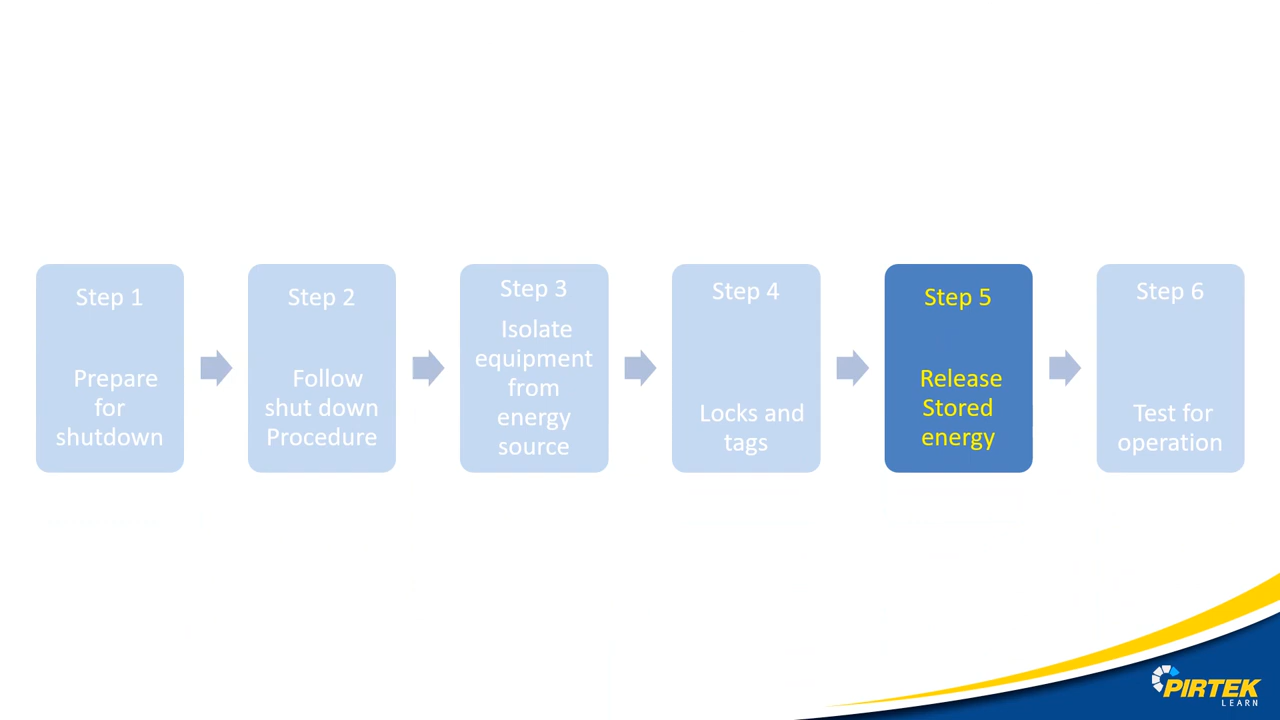 Step 1
Prepare
for
shutdown
Step 2
Follow
shut down
Procedure
Step 3
Isolate
equipment
from
energy
source
Step 4
Locks and
tags
Step 5
Release
Stored
energy
Step 6
Test for
operation
PIRTEK
LEARN